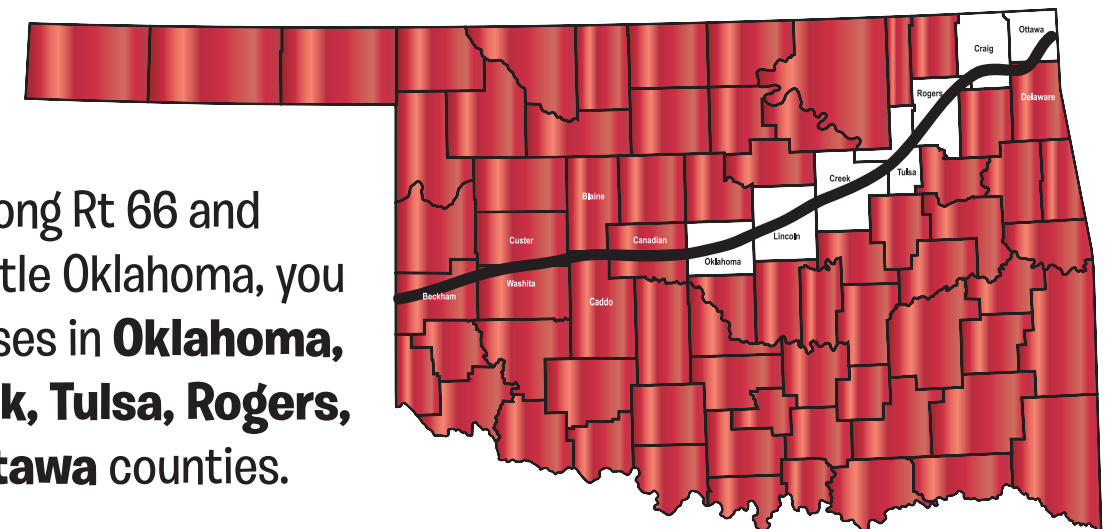 ong Rt 66 and
tle Oklahoma, you
ses in Oklahoma,
k, Tulsa, Rogers,
tawa counties.
Ottawa
Craig
Rogers
Delaware
Tulsa
Creek
Blaine
Lincoln
Custer
Canadian
Oklahoma
Washita
Beckham
Caddo